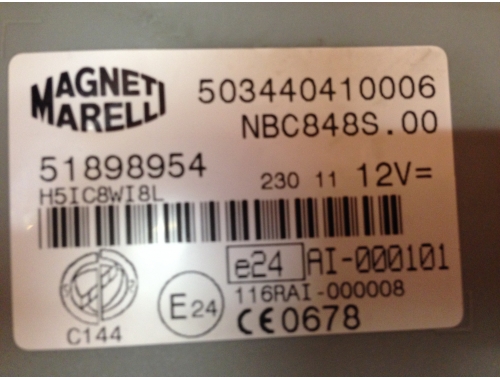 MAGNETI MARELLI
503440410006
NBC848S.00
51898954
H5IC8WI8L
230 11 12V=
e24 AI-000101
116RAI-000008
E24
CE0678
C144